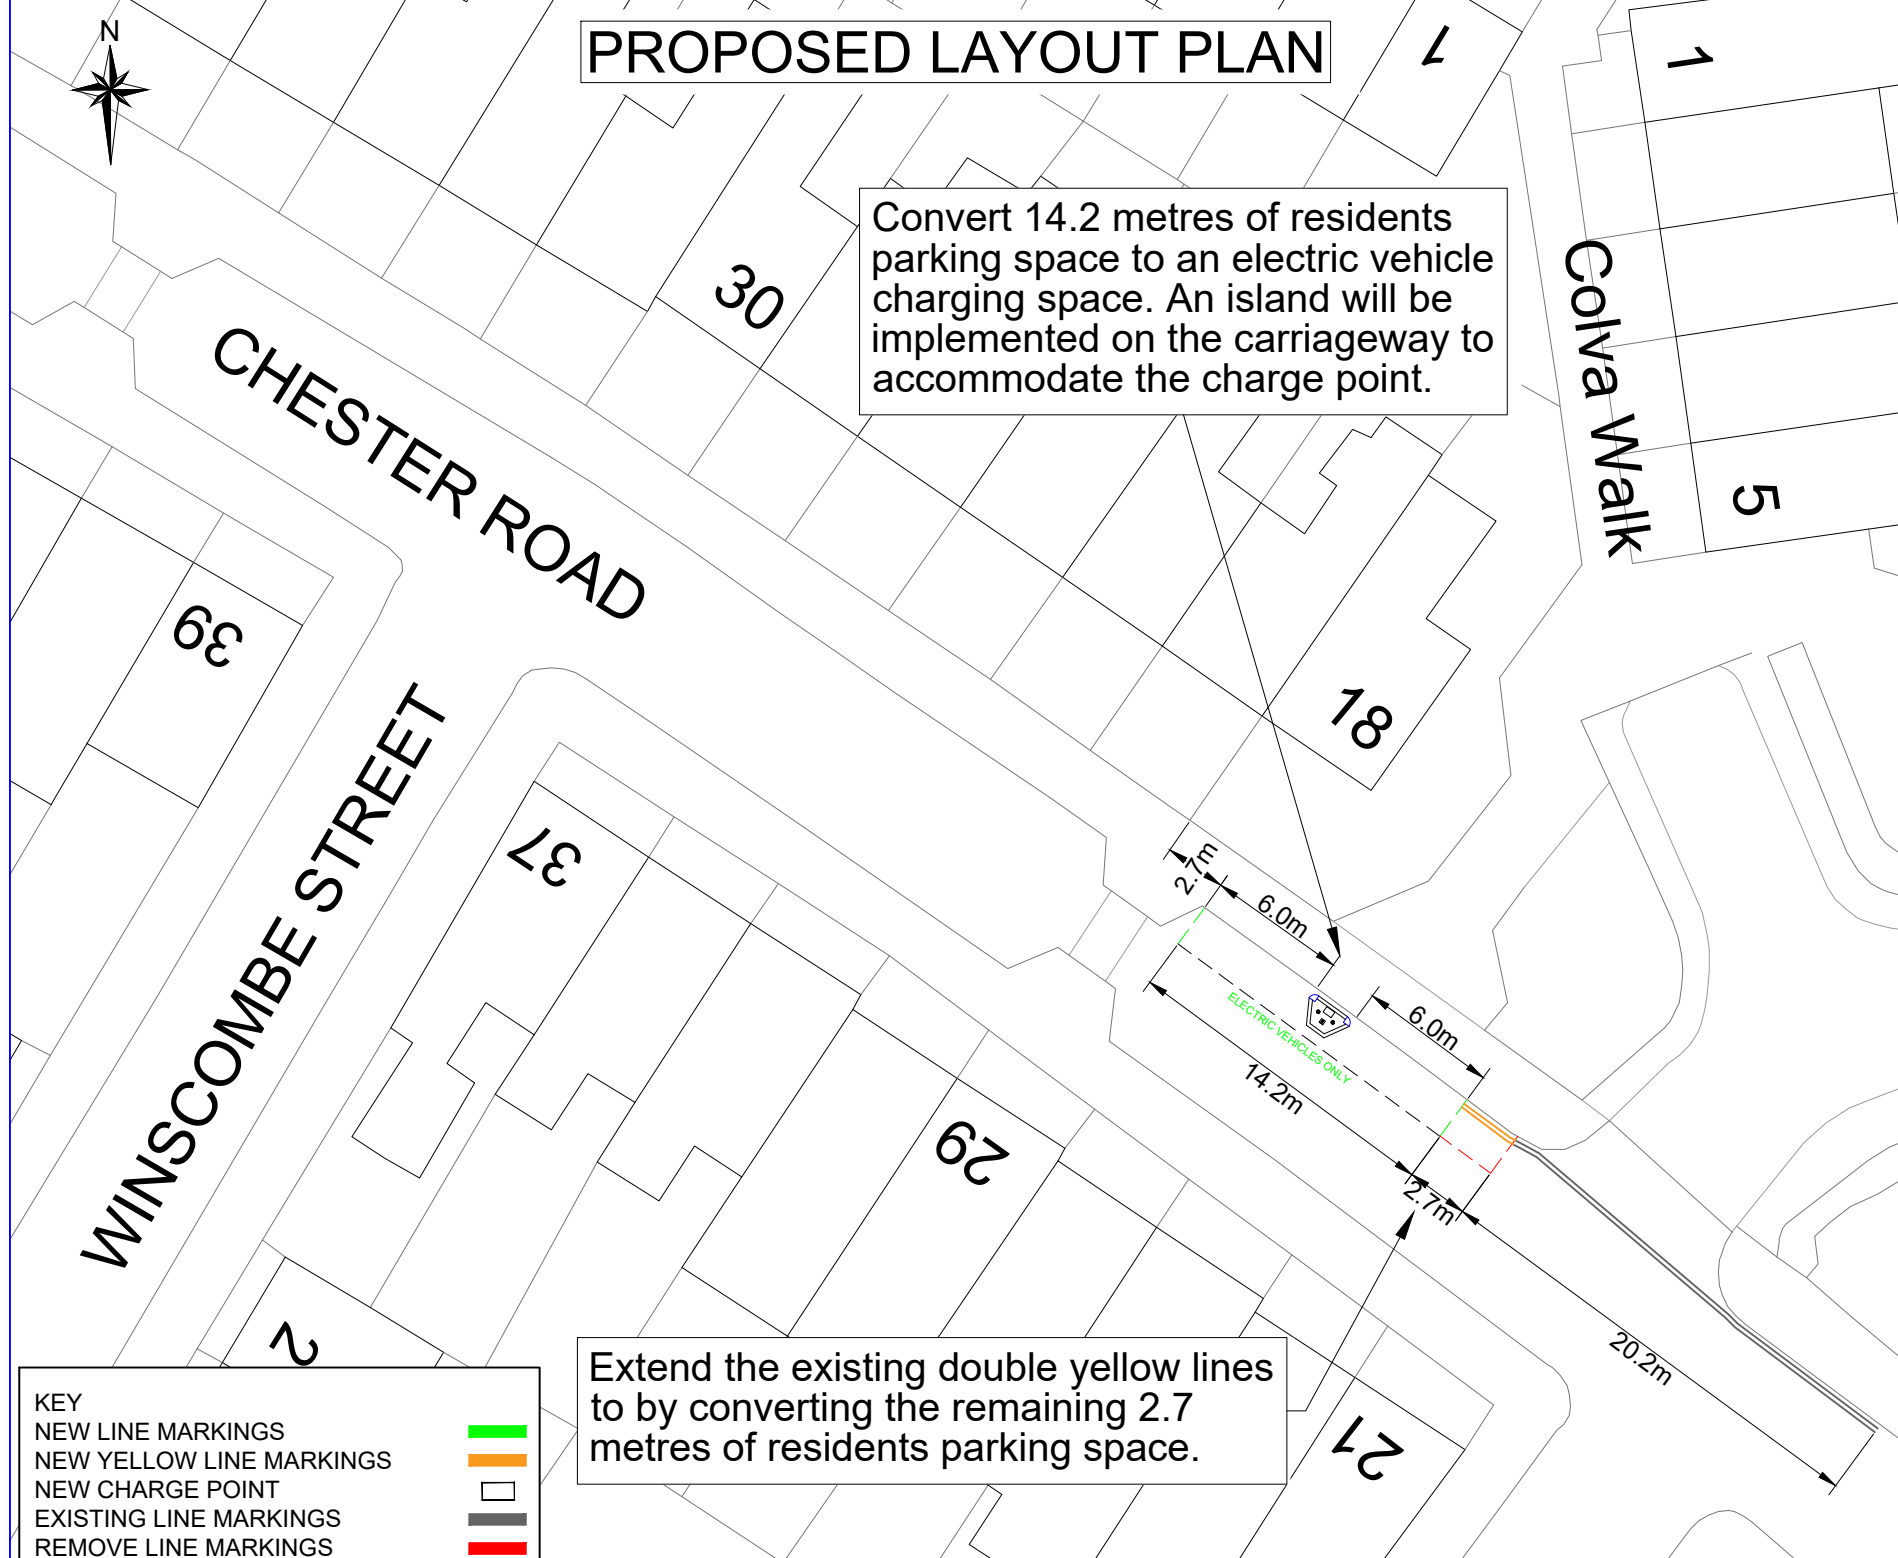 PROPOSED LAYOUT PLAN
N
1
1
Convert 14.2 metres of residents
parking space to an electric vehicle
charging space. An island will be
implemented on the carriageway to
accommodate the charge point.
30
Colva Walk
CHESTER ROAD
5
39
18
WINSCOMBE STREET
37
2.7m
6.0m
6.0m
ELECTRIC VEHICLES ONLY
14.2m
29
2.7m
20.2m
2
Extend the existing double yellow lines
to by converting the remaining 2.7
metres of residents parking space.
21
KEY
NEW LINE MARKINGS
NEW YELLOW LINE MARKINGS
NEW CHARGE POINT
EXISTING LINE MARKINGS
REMOVE LINE MARKINGS